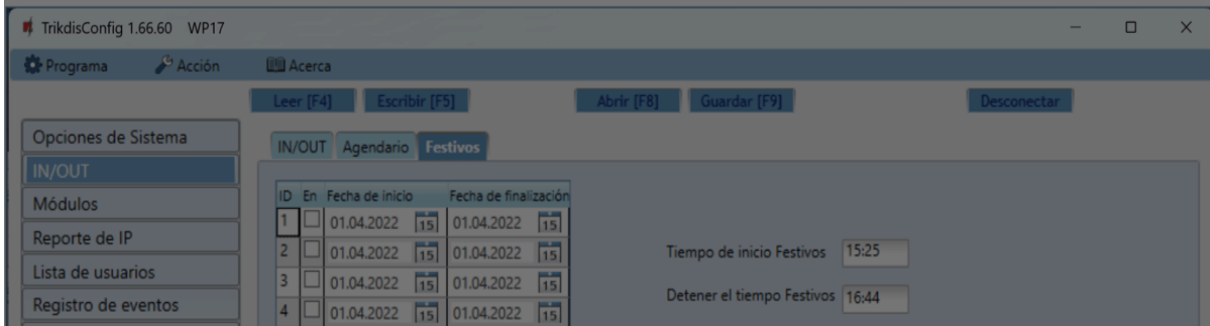 TrikdisConfig 1.66.60 WP17
Programa Acción Acerca
Leer [F4] Escribir [F5] Abrir [F8] Guardar [F9] Desconectar
Opciones de Sistema
IN/OUT
Módulos
Reporte de IP
Lista de usuarios
Registro de eventos
IN/OUT Agendario Festivos
ID En Fecha de inicio Fecha de finalización
1 01.04.2022 15 01.04.2022 15
2 01.04.2022 15 01.04.2022 15
3 01.04.2022 15 01.04.2022 15
4 01.04.2022 15 01.04.2022 15
Tiempo de inicio Festivos 15:25
Detener el tiempo Festivos 16:44